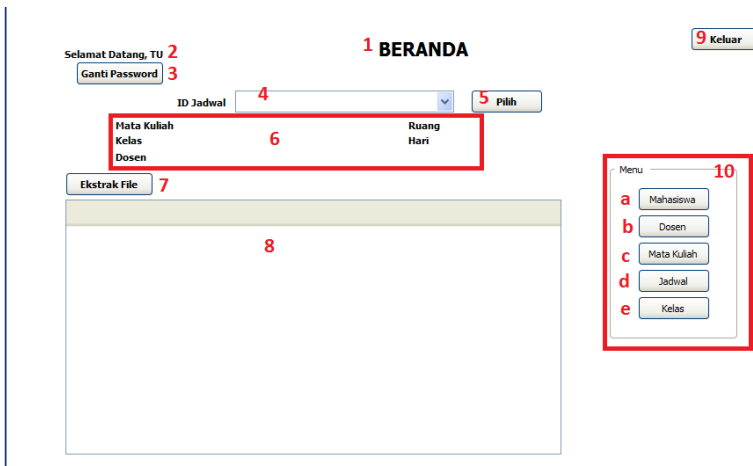 1 BERANDA
9 Keluar
Selamat Datang, TU 2
Ganti Password 3
ID Jadwal 4 5 Pilih
Mata Kuliah Ruang
Kelas 6 Hari
Dosen
Ekstrak File 7
8
Menu 10
a Mahasiswa
b Dosen
c Mata Kuliah
d Jadwal
e Kelas